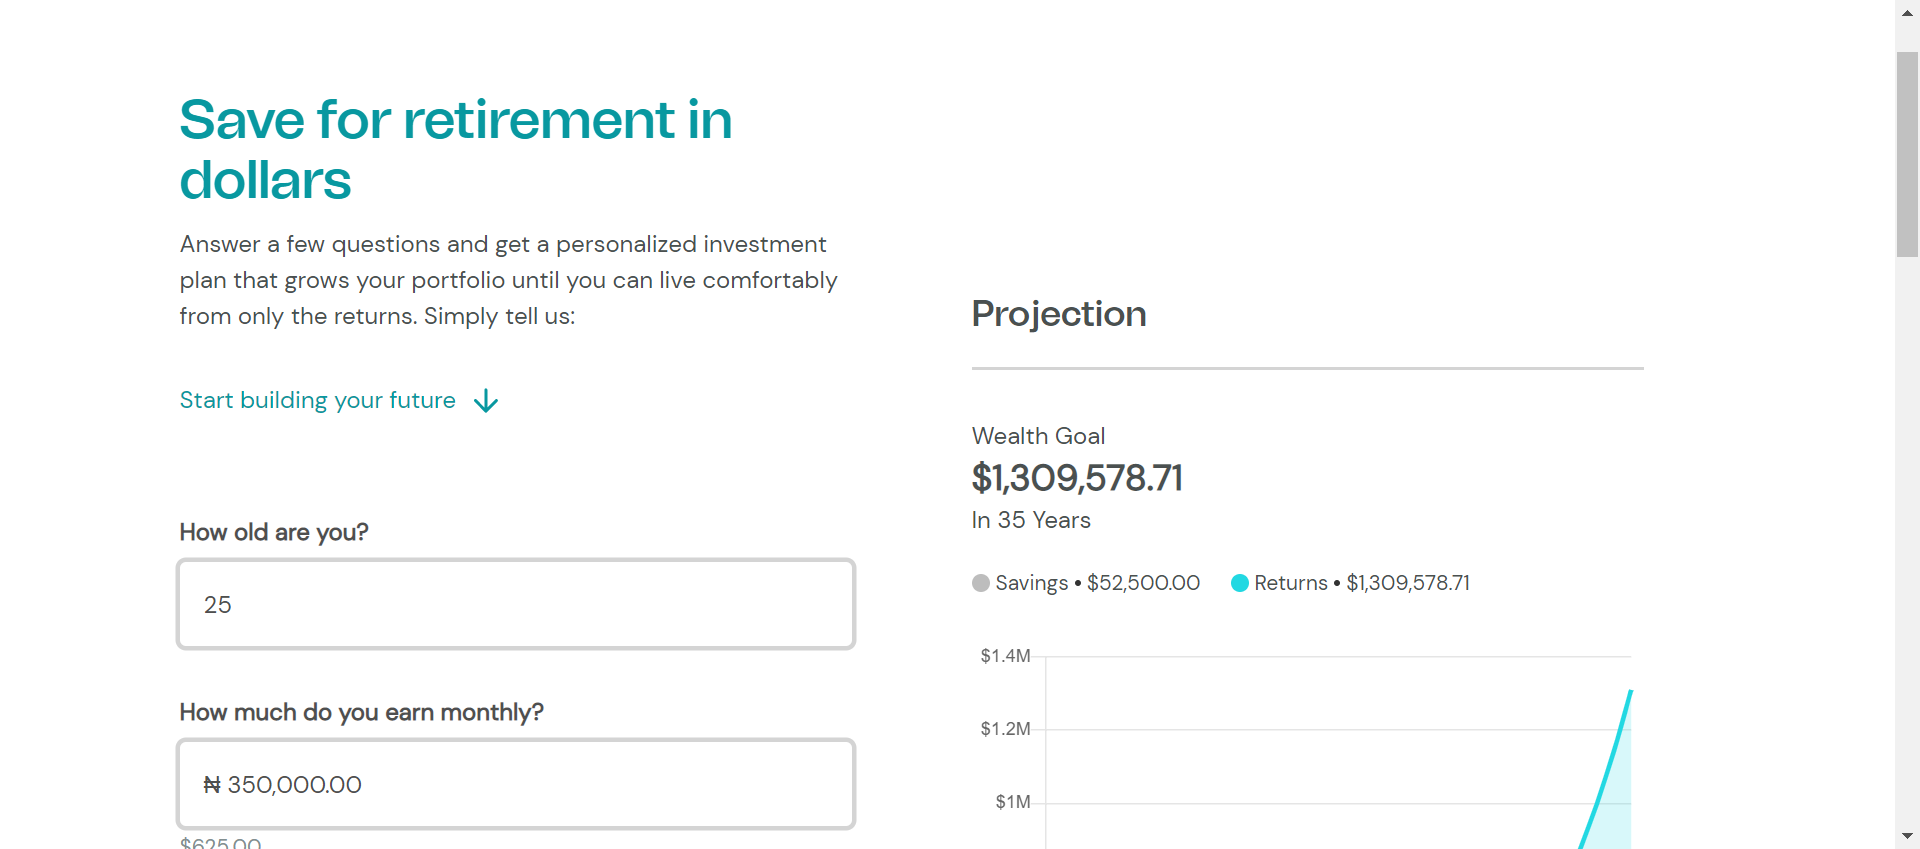 Save for retirement in
dollars
Answer a few questions and get a personalized investment
plan that grows your portfolio until you can live comfortably
from only the returns. Simply tell us:
Start building your future
How old are you?
25
How much do you earn monthly?
₦ 350,000.00
$625.00
Projection
Wealth Goal
$1,309,578.71
In 35 Years
Savings • $52,500.00
Returns • $1,309,578.71
$1.4M
$1.2M
$1M